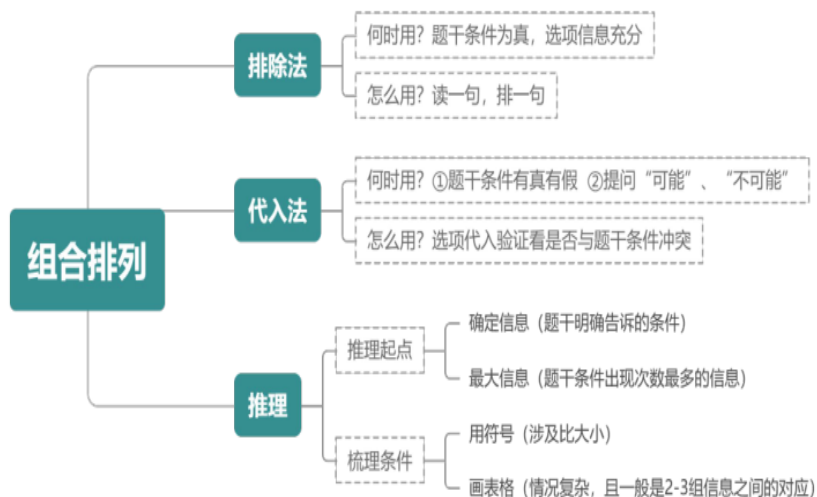 组合排列
排除法
何时用？题干条件为真，选项信息充分
怎么用？读一句，排一句
代入法
何时用？①题干条件有真有假 ②提问“可能”、“不可能”
怎么用？选项代入验证看是否与题干条件冲突
推理
推理起点
确定信息（题干明确告诉的条件）
最大信息（题干条件出现次数最多的信息）
梳理条件
用符号（涉及比大小）
画表格（情况复杂，且一般是2-3组信息之间的对应）